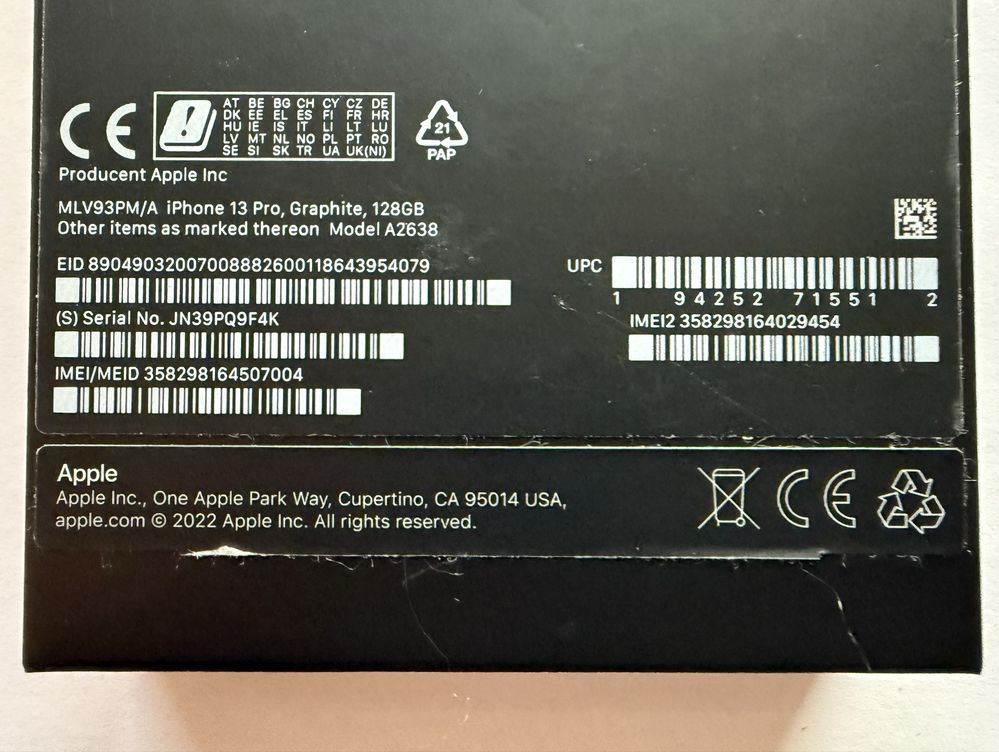 CE
AT BE BG CH CY CZ DE
DK EE EL ES FI FR HR
HU IE IS IT LI LT LU
LV MT NL NO PL PT RO
SE SI SK TR UA UK(NI)
21
PAP
Producent Apple Inc
MLV93PM/A iPhone 13 Pro, Graphite, 128GB
Other items as marked thereon Model A2638
EID 89049032007008882600118643954079
UPC
1 94252 71551 2
(S) Serial No. JN39PQ9F4K
IMEI2 358298164029454
IMEI/MEID 358298164507004
Apple
Apple Inc., One Apple Park Way, Cupertino, CA 95014 USA,
apple.com © 2022 Apple Inc. All rights reserved.
CE